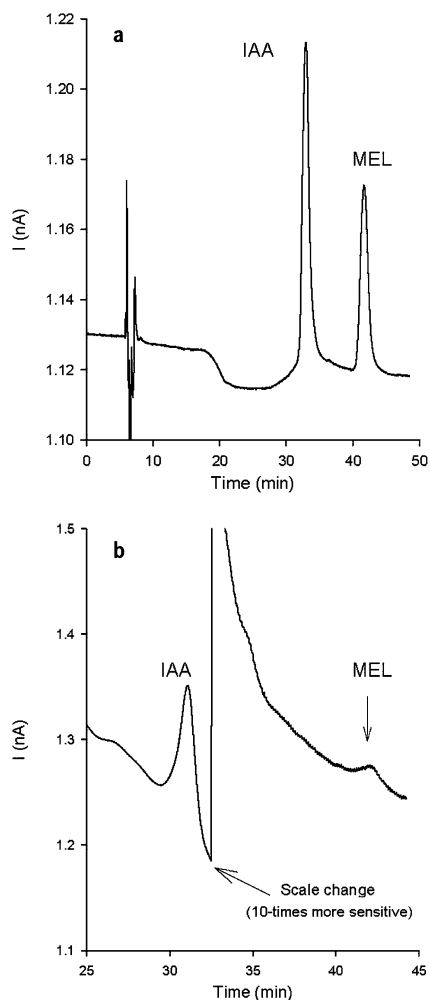 a
IAA
MEL
1.22
1.20
1.18
1.16
1.14
1.12
1.10
I (nA)
0 10 20 30 40 50
Time (min)
b
IAA
MEL
1.5
1.4
1.3
1.2
1.1
I (nA)
Scale change
(10-times more sensitive)
25 30 35 40 45
Time (min)